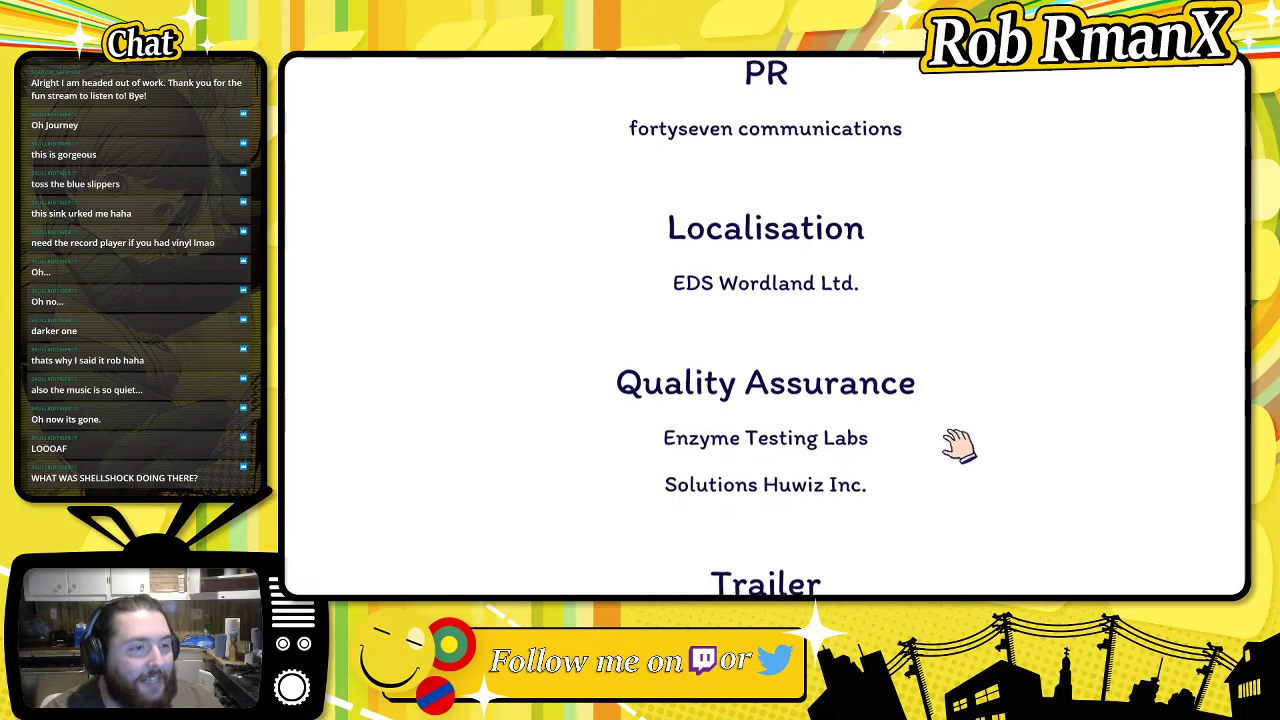 Chat
Alright I am headed out of work. Thank you for the
fun stream to listen to! Bye!
Oh Journey
this is gorgeous
toss the blue slippers
this sink urked me haha
need the record player if you had vinyl lmao
Oh...
Oh no...
darker one
thats why I said it rob haha
also the music is so quiet...
Oh now its gone.
LOOOAF
WHAT WAS SHELLSHOCK DOING THERE?
Rob RmanX
PR
fortyseven communications
Localisation
EDS Wordland Ltd.
Quality Assurance
Enzyme Testing Labs
Solutions Huwiz Inc.
Trailer
Follow me on or